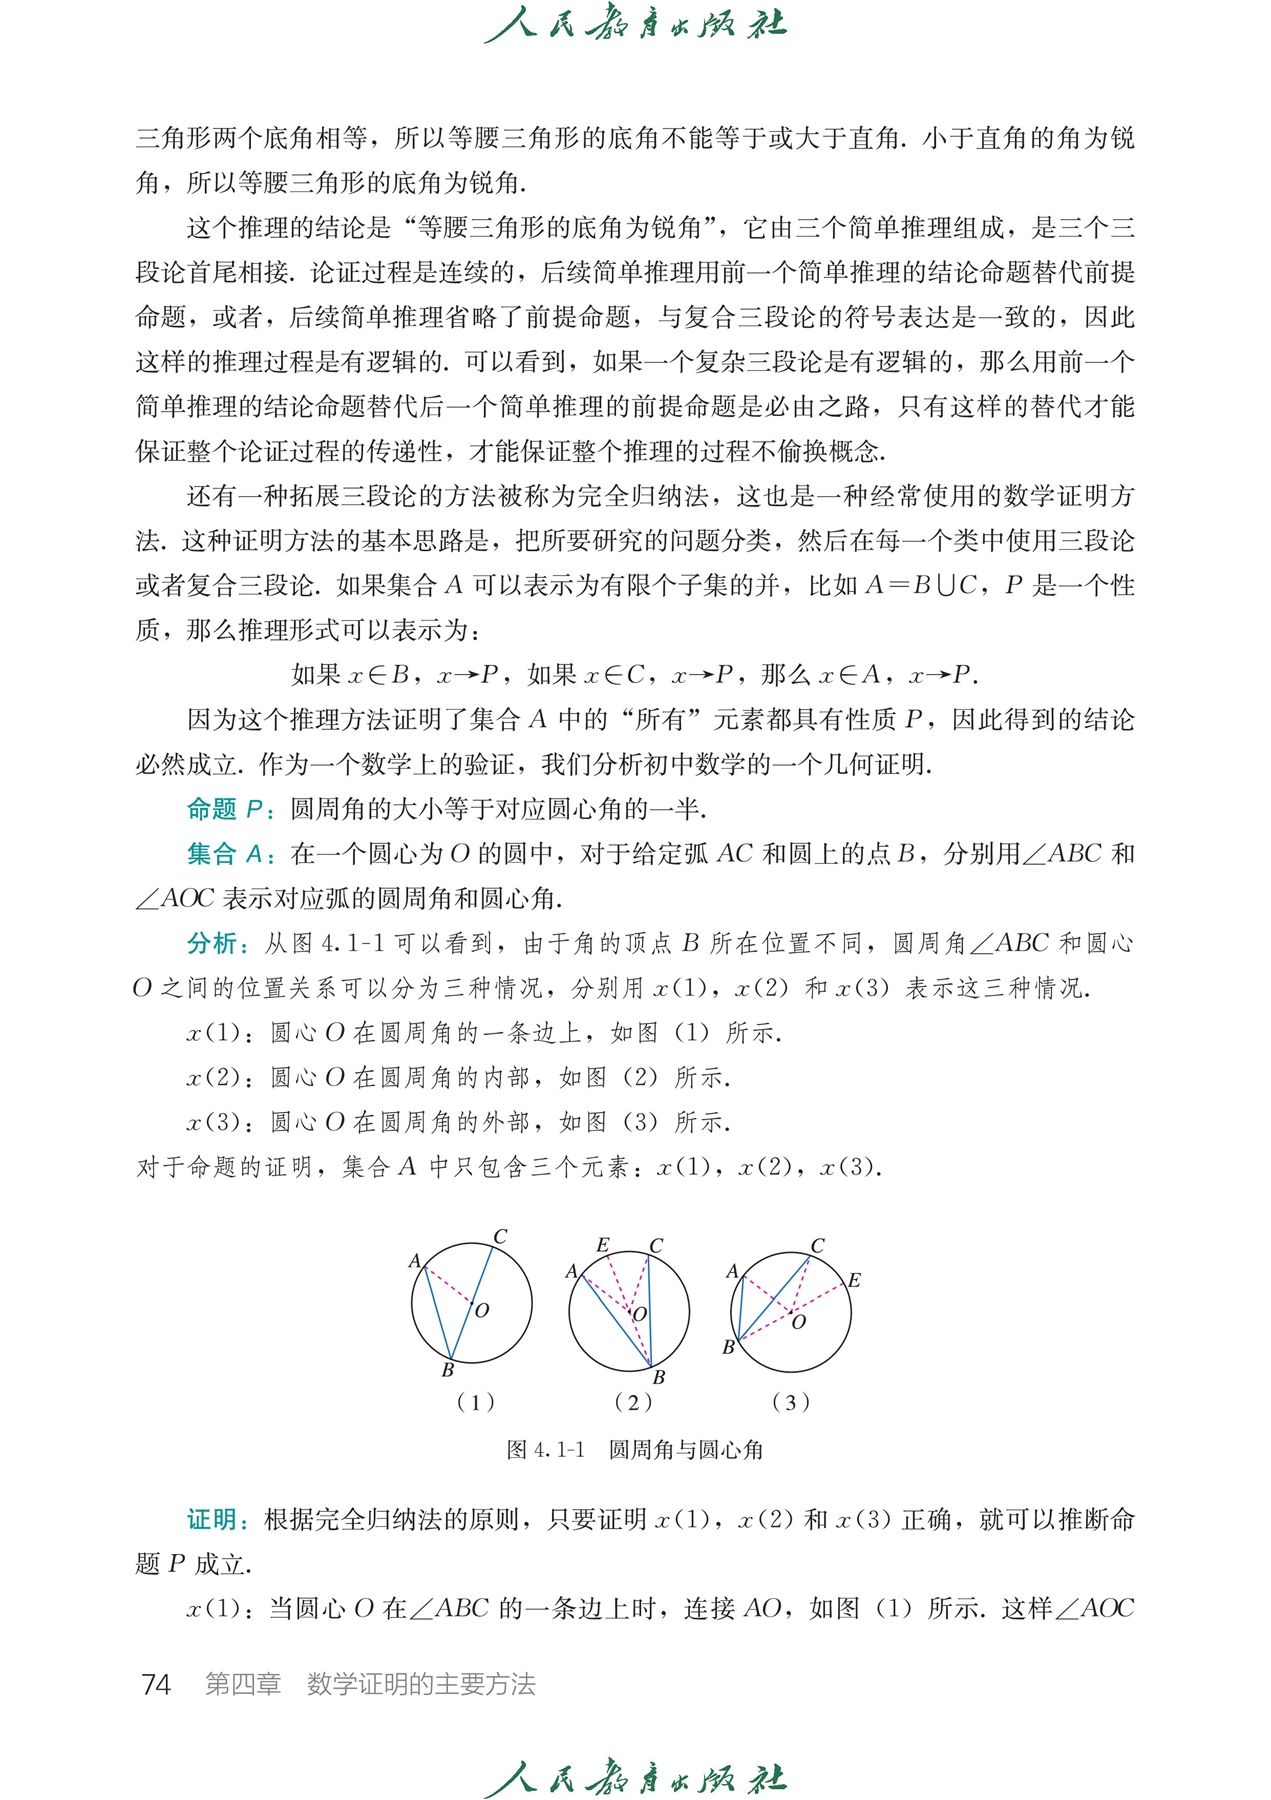 人民教育出版社
三角形两个底角相等，所以等腰三角形的底角不能等于或大于直角. 小于直角的角为锐
角，所以等腰三角形的底角为锐角.
这个推理的结论是“等腰三角形的底角为锐角”，它由三个简单推理组成，是三个三
段论首尾相接. 论证过程是连续的，后续简单推理用前一个简单推理的结论命题替代前提
命题，或者，后续简单推理省略了前提命题，与复合三段论的符号表达是一致的，因此
这样的推理过程是有逻辑的. 可以看到，如果一个复杂三段论是有逻辑的，那么用前一个
简单推理的结论命题替代后一个简单推理的前提命题是必由之路，只有这样的替代才能
保证整个论证过程的传递性，才能保证整个推理的过程不偷换概念.
还有一种拓展三段论的方法被称为完全归纳法，这也是一种经常使用的数学证明方
法. 这种证明方法的基本思路是，把所要研究的问题分类，然后在每一个类中使用三段论
或者复合三段论. 如果集合 A 可以表示为有限个子集的并，比如 A＝B∪C，P 是一个性
质，那么推理形式可以表示为：
如果 x∈B，x→P，如果 x∈C，x→P，那么 x∈A，x→P.
因为这个推理方法证明了集合 A 中的“所有”元素都具有性质 P，因此得到的结论
必然成立. 作为一个数学上的验证，我们分析初中数学的一个几何证明.
命题 P：圆周角的大小等于对应圆心角的一半.
集合 A：在一个圆心为 O 的圆中，对于给定弧 AC 和圆上的点 B，分别用∠ABC 和
∠AOC 表示对应弧的圆周角和圆心角.
分析：从图 4.1-1 可以看到，由于角的顶点 B 所在位置不同，圆周角∠ABC 和圆心
O 之间的位置关系可以分为三种情况，分别用 x(1)，x(2) 和 x(3) 表示这三种情况.
x(1)：圆心 O 在圆周角的一条边上，如图（1）所示.
x(2)：圆心 O 在圆周角的内部，如图（2）所示.
x(3)：圆心 O 在圆周角的外部，如图（3）所示.
对于命题的证明，集合 A 中只包含三个元素：x(1)，x(2)，x(3).
A C O B
（1）
A E C O B
（2）
A C E O B
（3）
图 4.1-1　圆周角与圆心角
证明：根据完全归纳法的原则，只要证明 x(1)，x(2) 和 x(3) 正确，就可以推断命
题 P 成立.
x(1)：当圆心 O 在∠ABC 的一条边上时，连接 AO，如图（1）所示. 这样∠AOC
74　第四章　数学证明的主要方法
人民教育出版社